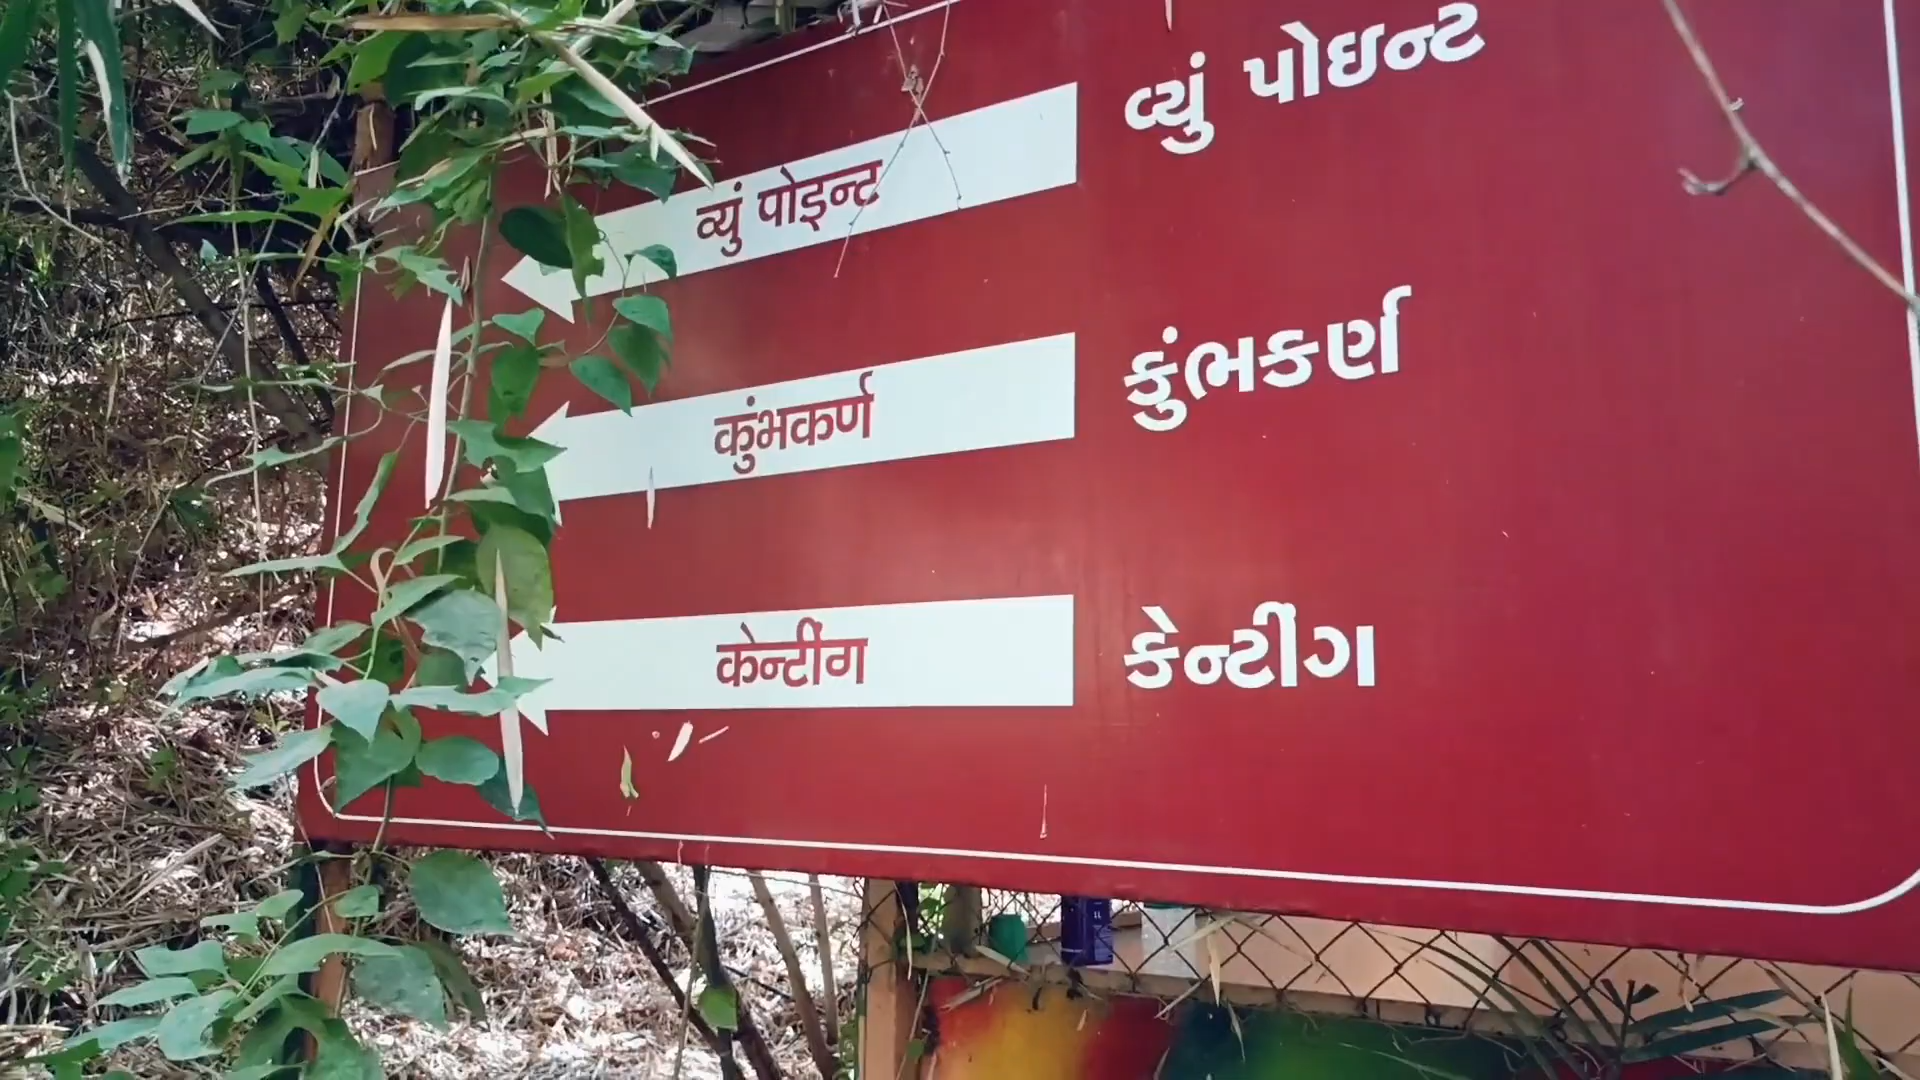 व्युं पोइन्ट
વ્યું પોઇન્ટ
कुंभकर्ण
કુંભકર્ણ
केन्टींग
કેન્ટીંગ